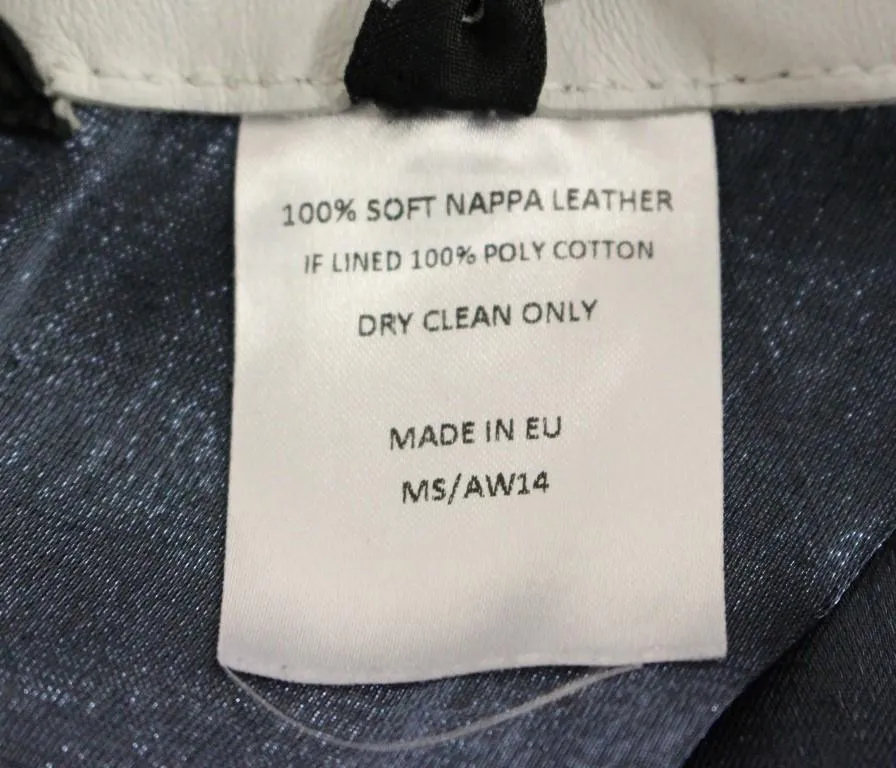 100% SOFT NAPPA LEATHER
IF LINED 100% POLY COTTON
DRY CLEAN ONLY
MADE IN EU
MS/AW14